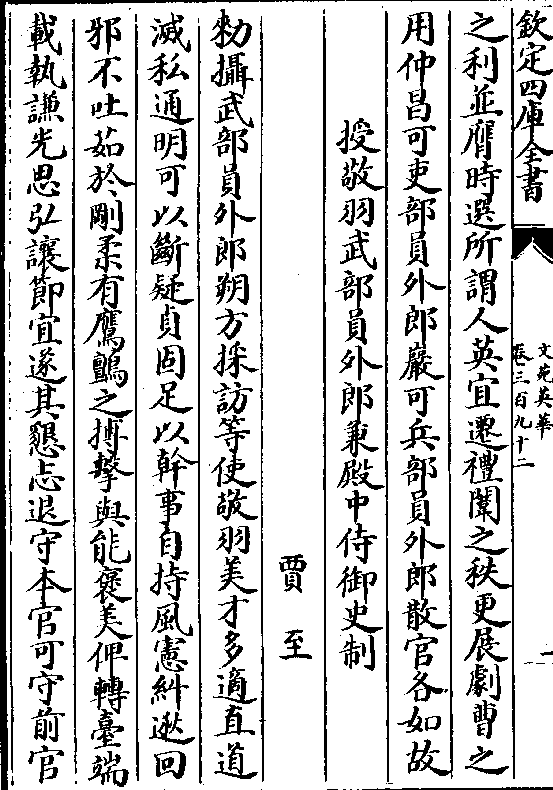 欽定四庫全書
文苑英華
卷三百九十二
一
之利並膺時選所謂人英宜遷禮闈之秩更展劇曹之
用仲昌可吏部員外郎嚴可兵部員外郎散官各如故
授敬羽武部員外郎兼殿中侍御史制
賈至
勑攝武部員外郎朔方採訪等使敬羽美才多適直道
滅私通明可以斷疑貞固足以幹事自持風憲糾逖回
邪不吐茹於剛柔有鷹鸇之搏擊與能褒美俾轉臺端
載執謙光思弘讓節宜遂其懇忐退守本官可守前官